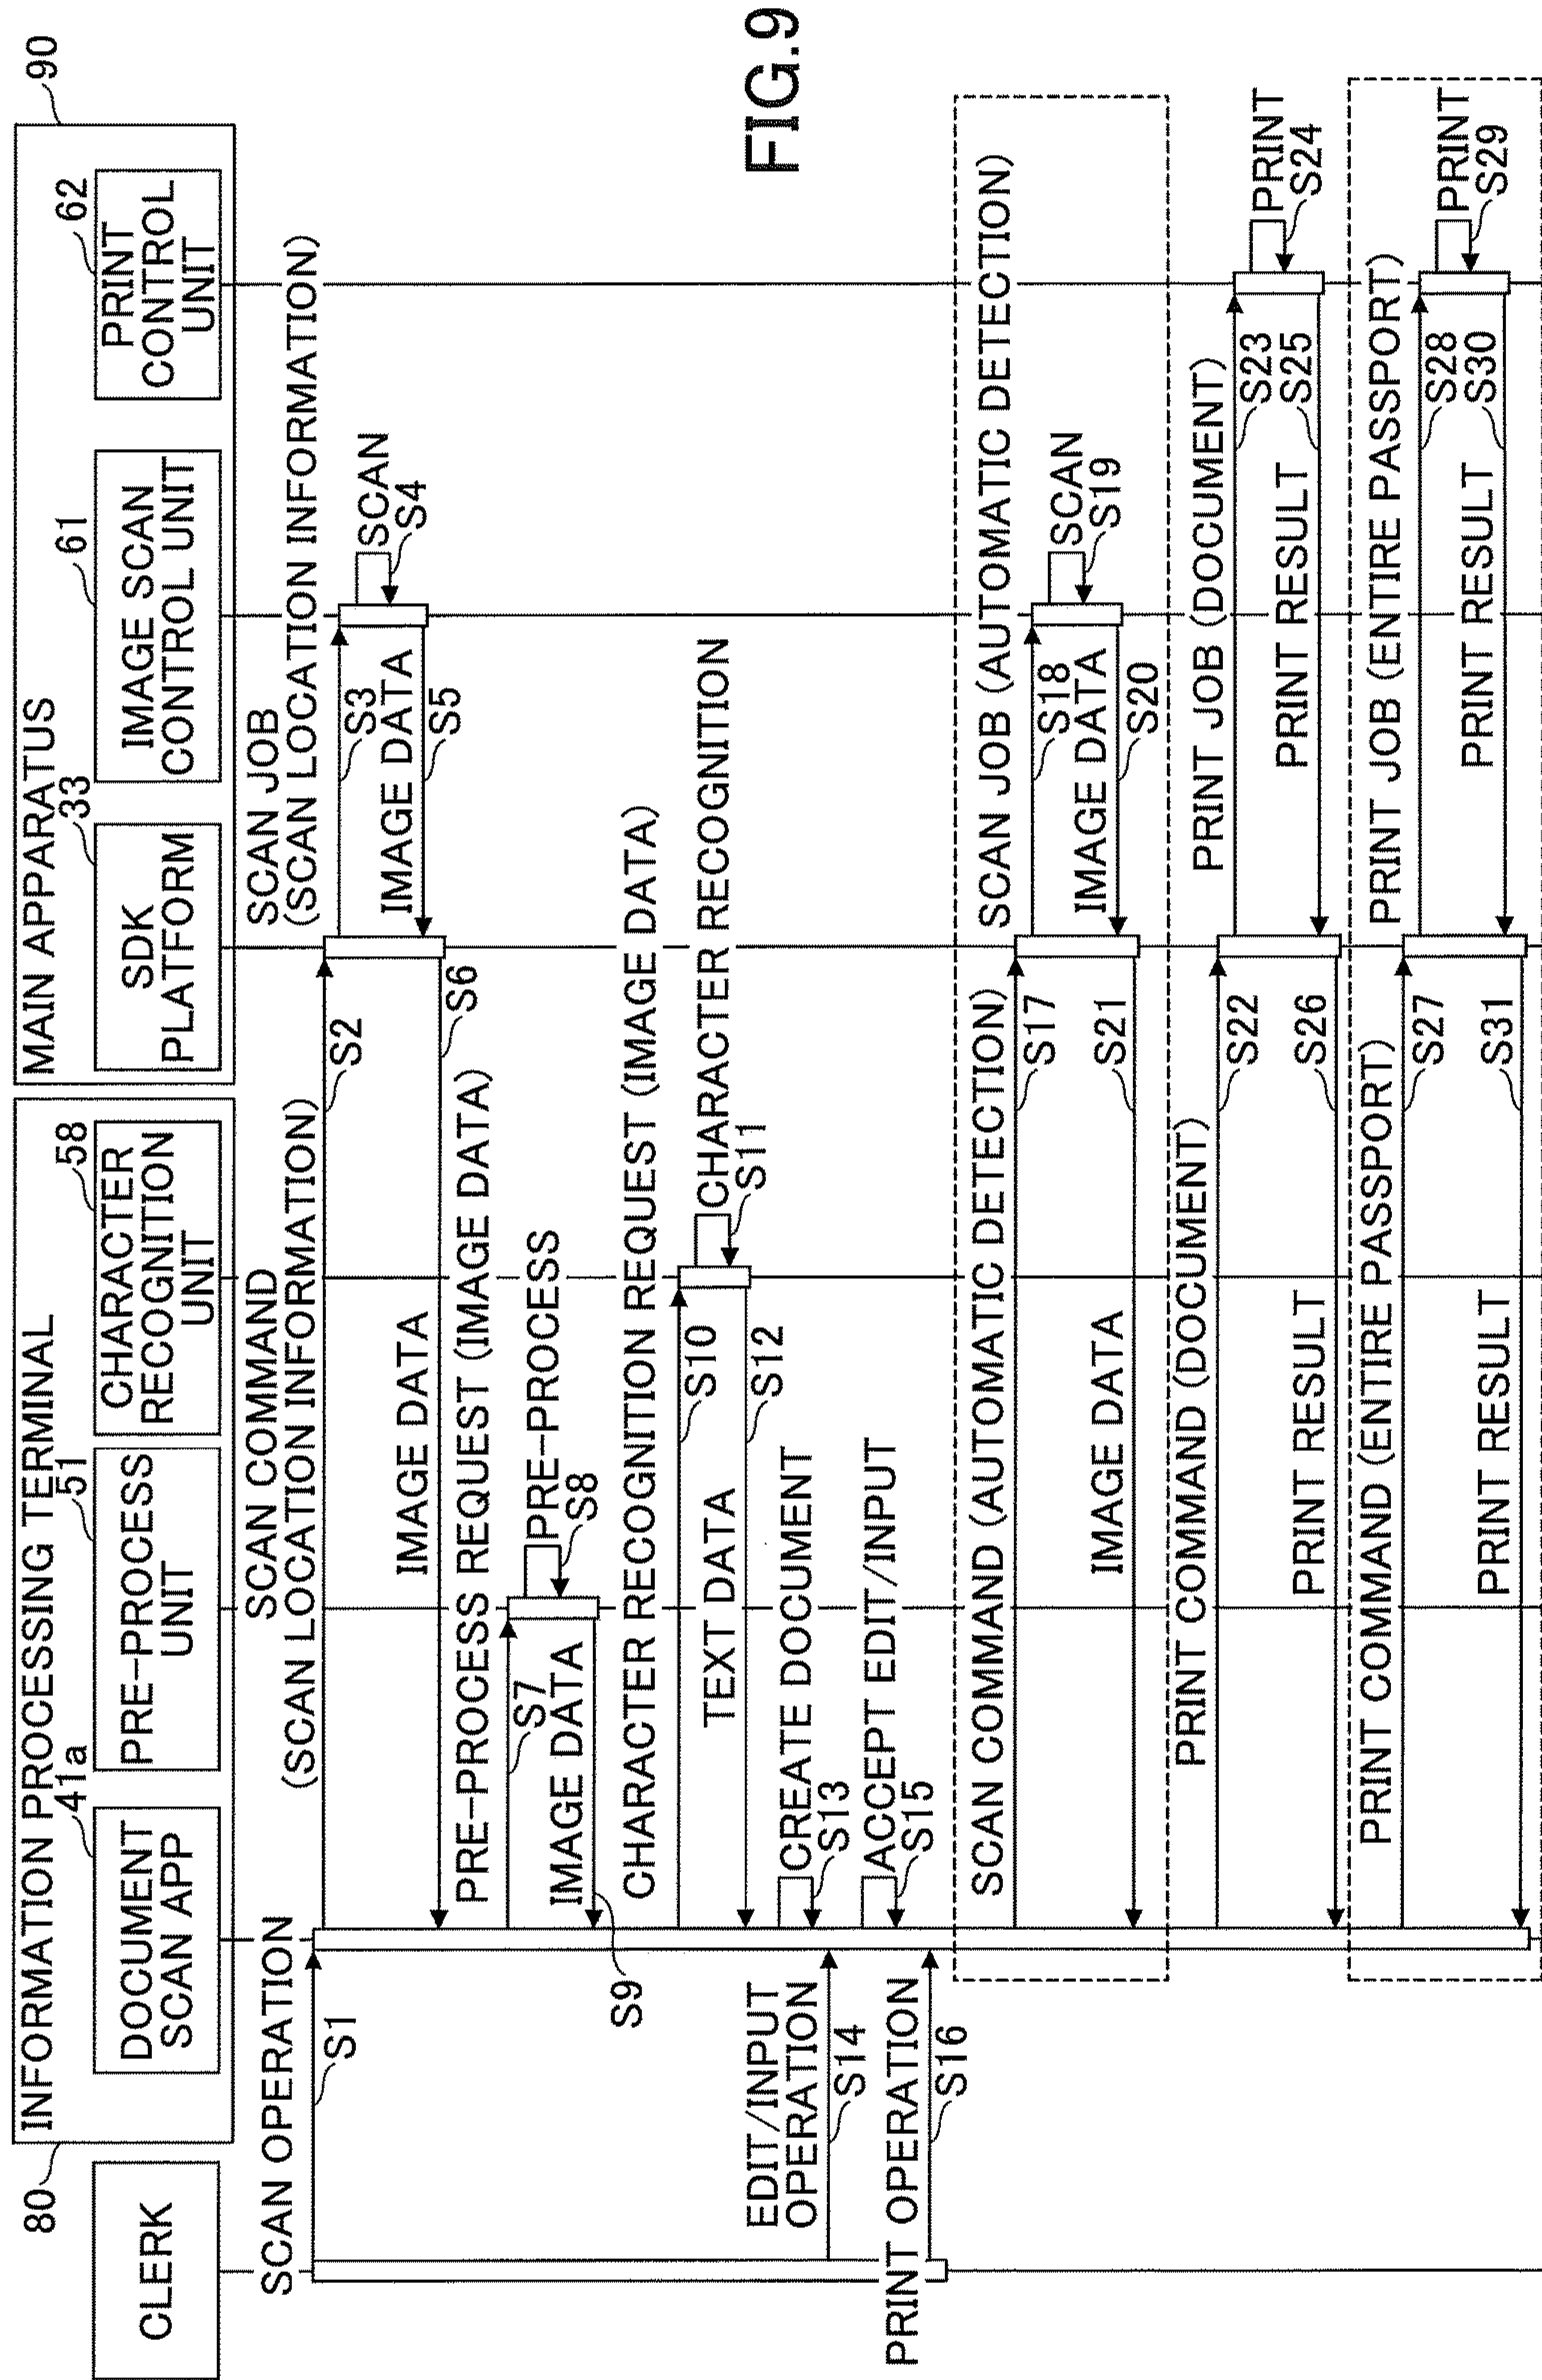 FIG.9
80
INFORMATION PROCESSING TERMINAL
MAIN APPARATUS
90
CLERK
41a
DOCUMENT
SCAN APP
51
PRE-PROCESS
UNIT
58
CHARACTER
RECOGNITION
UNIT
33
SDK
PLATFORM
61
IMAGE SCAN
CONTROL UNIT
62
PRINT
CONTROL
UNIT
SCAN OPERATION
S1
SCAN COMMAND
(SCAN LOCATION INFORMATION)
S2
SCAN JOB
(SCAN LOCATION INFORMATION)
S3
SCAN
S4
IMAGE DATA
S5
IMAGE DATA
S6
PRE-PROCESS REQUEST (IMAGE DATA)
S7
PRE-PROCESS
S8
IMAGE DATA
S9
CHARACTER RECOGNITION REQUEST (IMAGE DATA)
S10
CHARACTER RECOGNITION
S11
TEXT DATA
S12
CREATE DOCUMENT
S13
EDIT/INPUT
OPERATION
S14
ACCEPT EDIT/INPUT
S15
PRINT OPERATION
S16
SCAN COMMAND (AUTOMATIC DETECTION)
S17
SCAN JOB (AUTOMATIC DETECTION)
S18
SCAN
S19
IMAGE DATA
S20
IMAGE DATA
S21
PRINT COMMAND (DOCUMENT)
S22
PRINT JOB (DOCUMENT)
S23
PRINT
S24
PRINT RESULT
S25
PRINT RESULT
S26
PRINT COMMAND (ENTIRE PASSPORT)
S27
PRINT JOB (ENTIRE PASSPORT)
S28
PRINT
S29
PRINT RESULT
S30
PRINT RESULT
S31